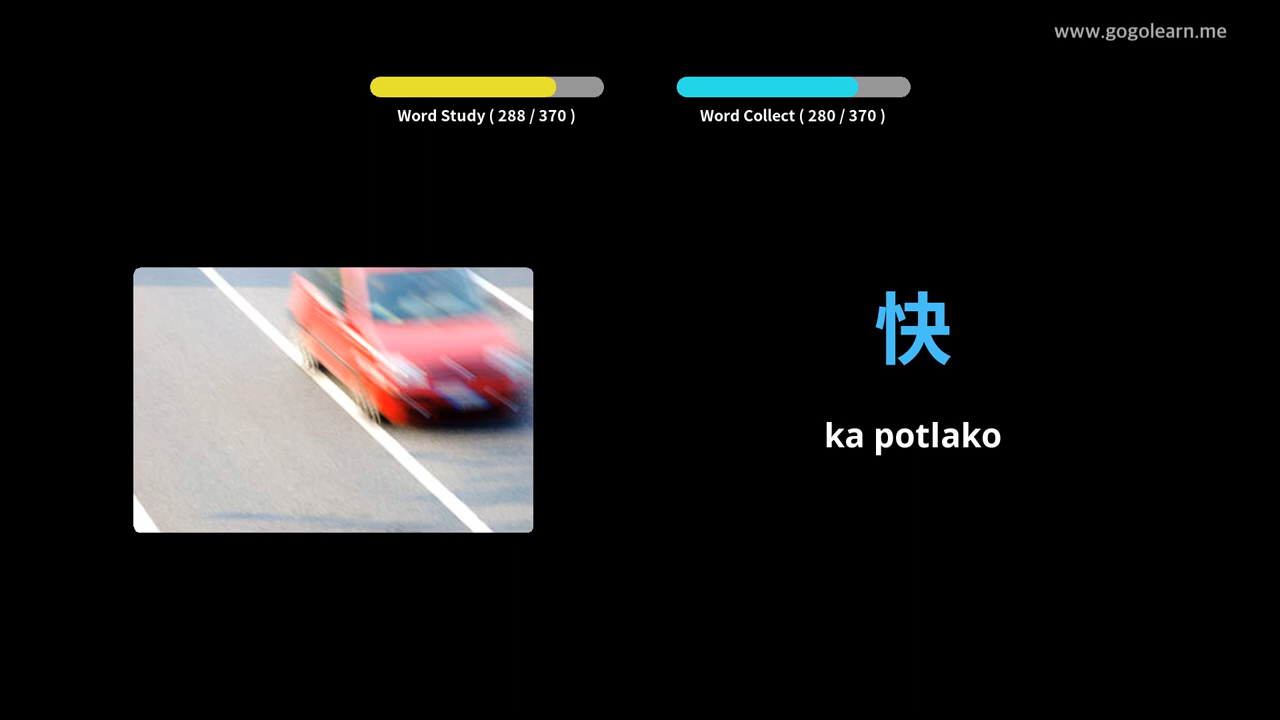 www.gogolearn.me
Word Study ( 288 / 370 )
Word Collect ( 280 / 370 )
快
ka potlako